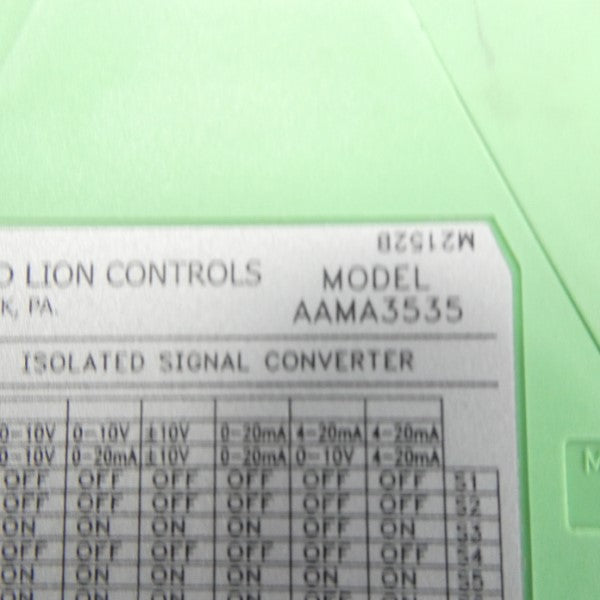 M2152B
D LION CONTROLS MODEL
K, PA. AAMA3535
ISOLATED SIGNAL CONVERTER
0-10V 0-10V ±10V 0-20mA 4-20mA 4-20mA
0-10V 0-20mA ±10V 0-20mA 0-10V 4-20mA
OFF OFF OFF OFF OFF OFF S1
OFF OFF OFF OFF OFF OFF S2
ON ON ON ON OFF OFF S3
OFF OFF OFF OFF OFF OFF S4
ON ON ON ON ON ON S5
M